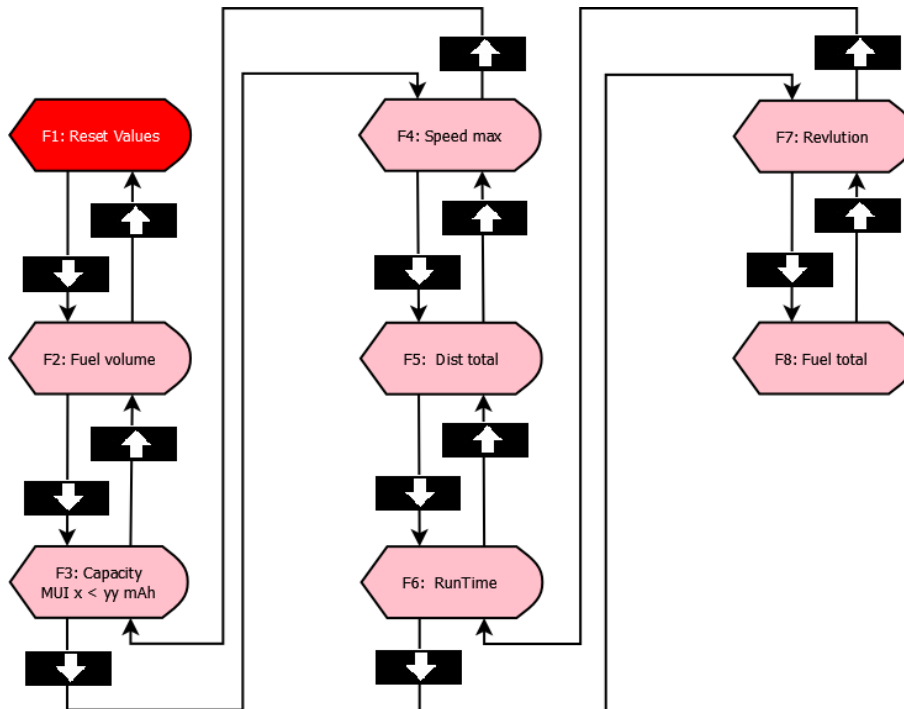 F1: Reset Values
F2: Fuel volume
F3: Capacity
MUI x < yy mAh
F4: Speed max
F5:  Dist total
F6:  RunTime
F7: Revlution
F8: Fuel total